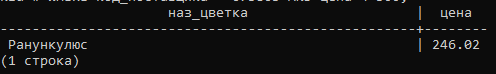 наз_цветка | цена
Ранункулюс | 246.02
(1 строка)